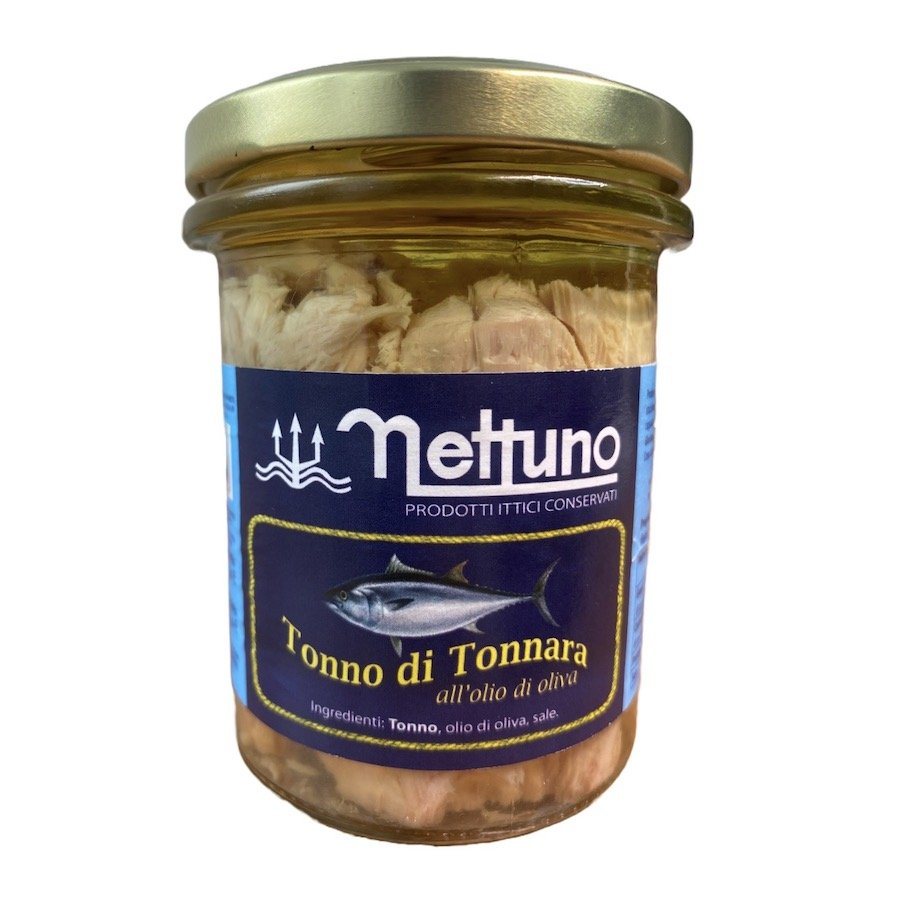 Nettuno
PRODOTTI ITTICI CONSERVATI
Tonno di Tonnara
all'olio di oliva
Ingredienti: Tonno, olio di oliva, sale.